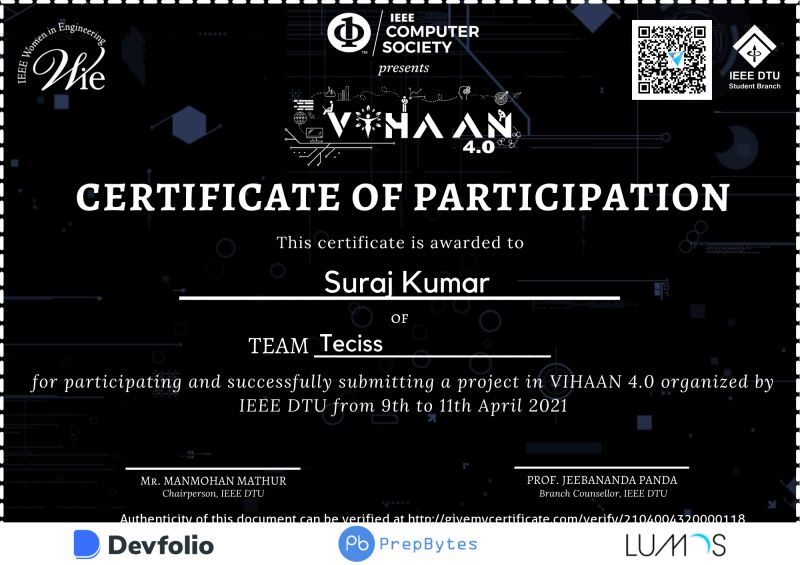 IEEE Women in Engineering
Wie
IEEE
COMPUTER
SOCIETY
TM
presents
IEEE DTU
Student Branch
VIHAAN
4.0
CERTIFICATE OF PARTICIPATION
This certificate is awarded to
Suraj Kumar
OF
TEAM Teciss
for participating and successfully submitting a project in VIHAAN 4.0 organized by
IEEE DTU from 9th to 11th April 2021
MR. MANMOHAN MATHUR
Chairperson, IEEE DTU
PROF. JEEBANANDA PANDA
Branch Counsellor, IEEE DTU
Authenticity of this document can be verified at http://givemycertificate.com/verify/2104004320000118
Devfolio
Pb PrepBytes
LUMOS